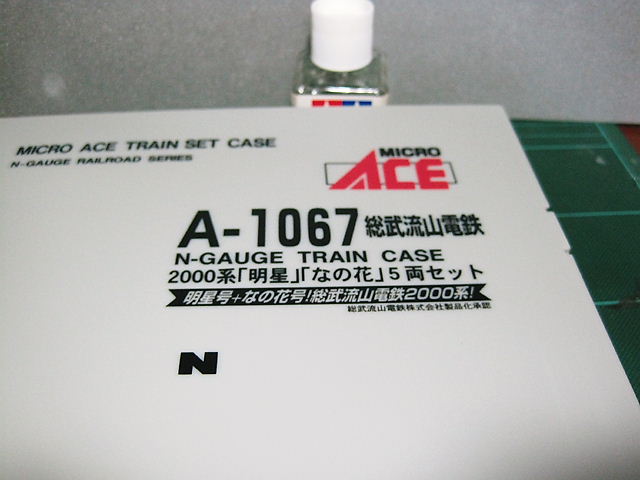 MICRO ACE TRAIN SET CASE
N-GAUGE RAILROAD SERIES
MICRO
ACE
A-1067 総武流山電鉄
N-GAUGE TRAIN CASE
2000系「明星」「なの花」5両セット
明星号+なの花号!総武流山電鉄2000系!
総武流山電鉄株式会社製品化承認
N